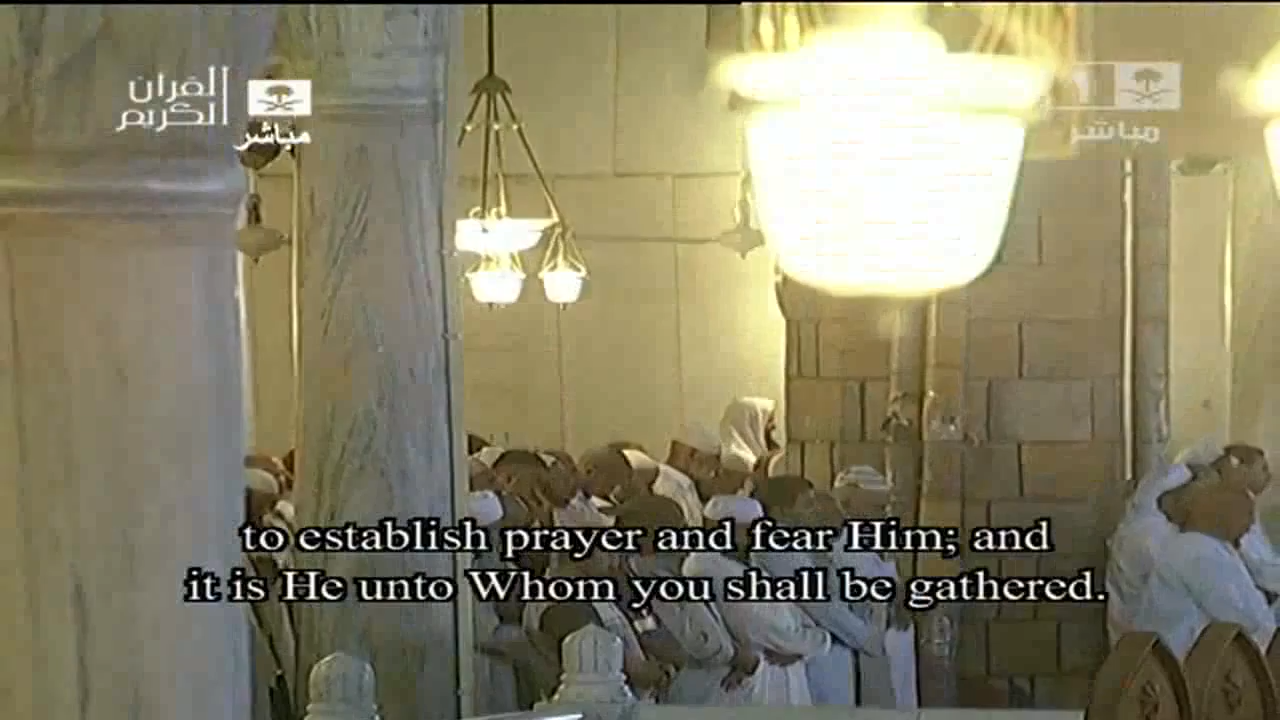 القرآن
الكريم
مباشر
1
مباشر
to establish prayer and fear Him; and
it is He unto Whom you shall be gathered.